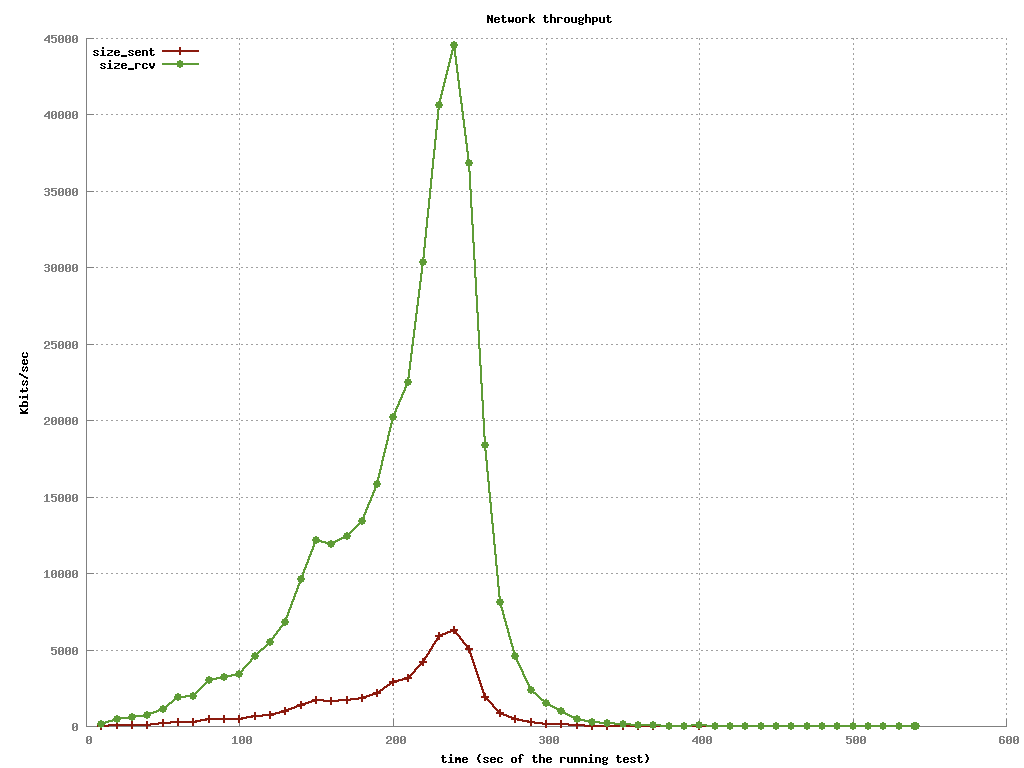 Network throughput
size_sent
size_rcv
45000
40000
35000
30000
25000
20000
15000
10000
5000
0
Kbits/sec
0 100 200 300 400 500 600
time (sec of the running test)